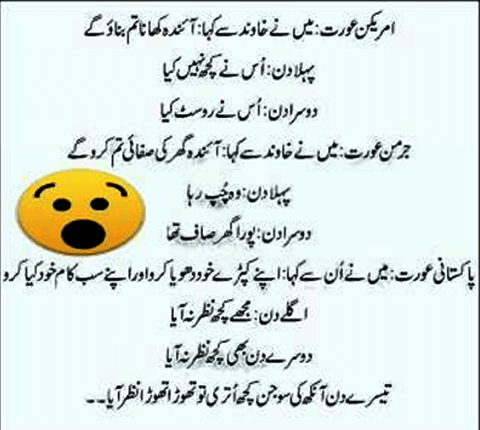 امریکن عورت: میں نے خاوند سے کہا: آئندہ کھانا تم بناؤ گے
پہلا دن: اُس نے کچھ نہیں کیا
دوسرا دن: اُس نے روسٹ کیا
جرمن عورت: میں نے خاوند سے کہا: آئندہ گھر کی صفائی تم کرو گے
پہلا دن: وہ چُپ رہا
دوسرا دن: پورا گھر صاف تھا
پاکستانی عورت: میں نے اُن سے کہا: اپنے کپڑے خود دھویا کرو اور اپنے سب کام خود کیا کرو
اگلے دن: مجھے کچھ نظر نہ آیا
دوسرے دن بھی کچھ نظر نہ آیا
تیسرے دن آنکھ کی سوجن کچھ اُتری تو تھوڑا تھوڑا نظر آیا۔۔